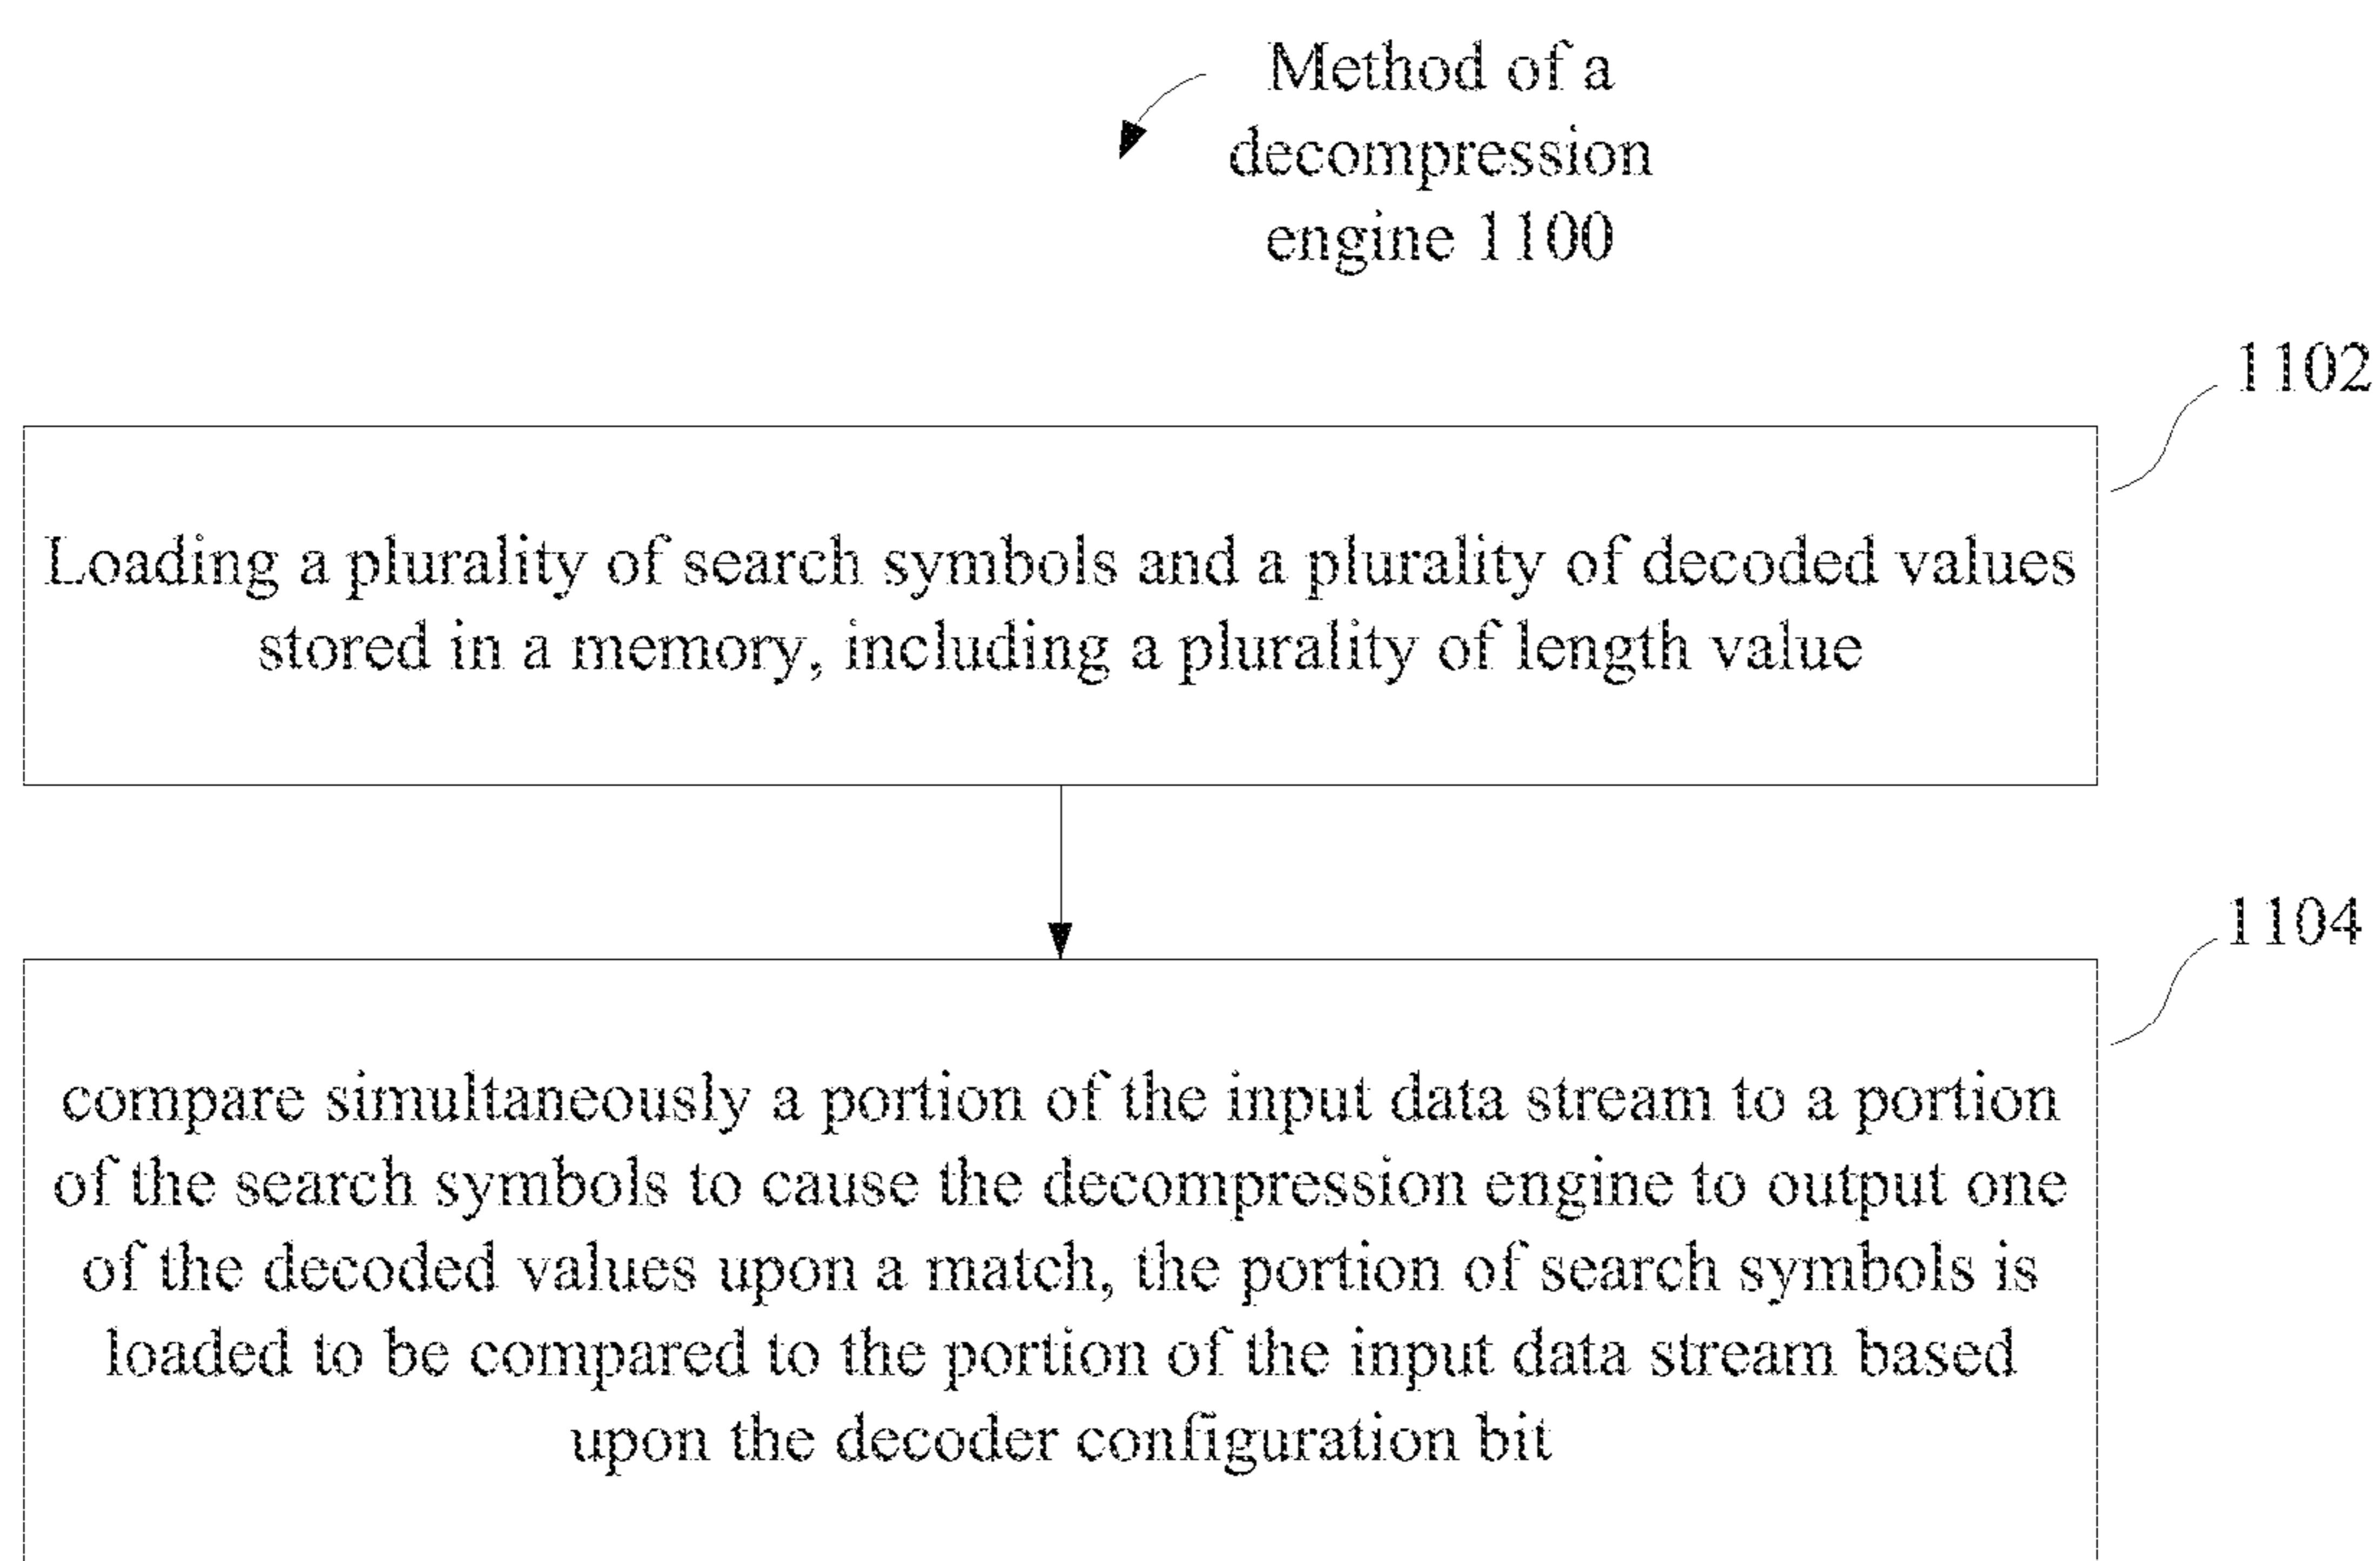 Method of a
decompression
engine 1100
1102
Loading a plurality of search symbols and a plurality of decoded values
stored in a memory, including a plurality of length value
1104
compare simultaneously a portion of the input data stream to a portion
of the search symbols to cause the decompression engine to output one
of the decoded values upon a match, the portion of search symbols is
loaded to be compared to the portion of the input data stream based
upon the decoder configuration bit